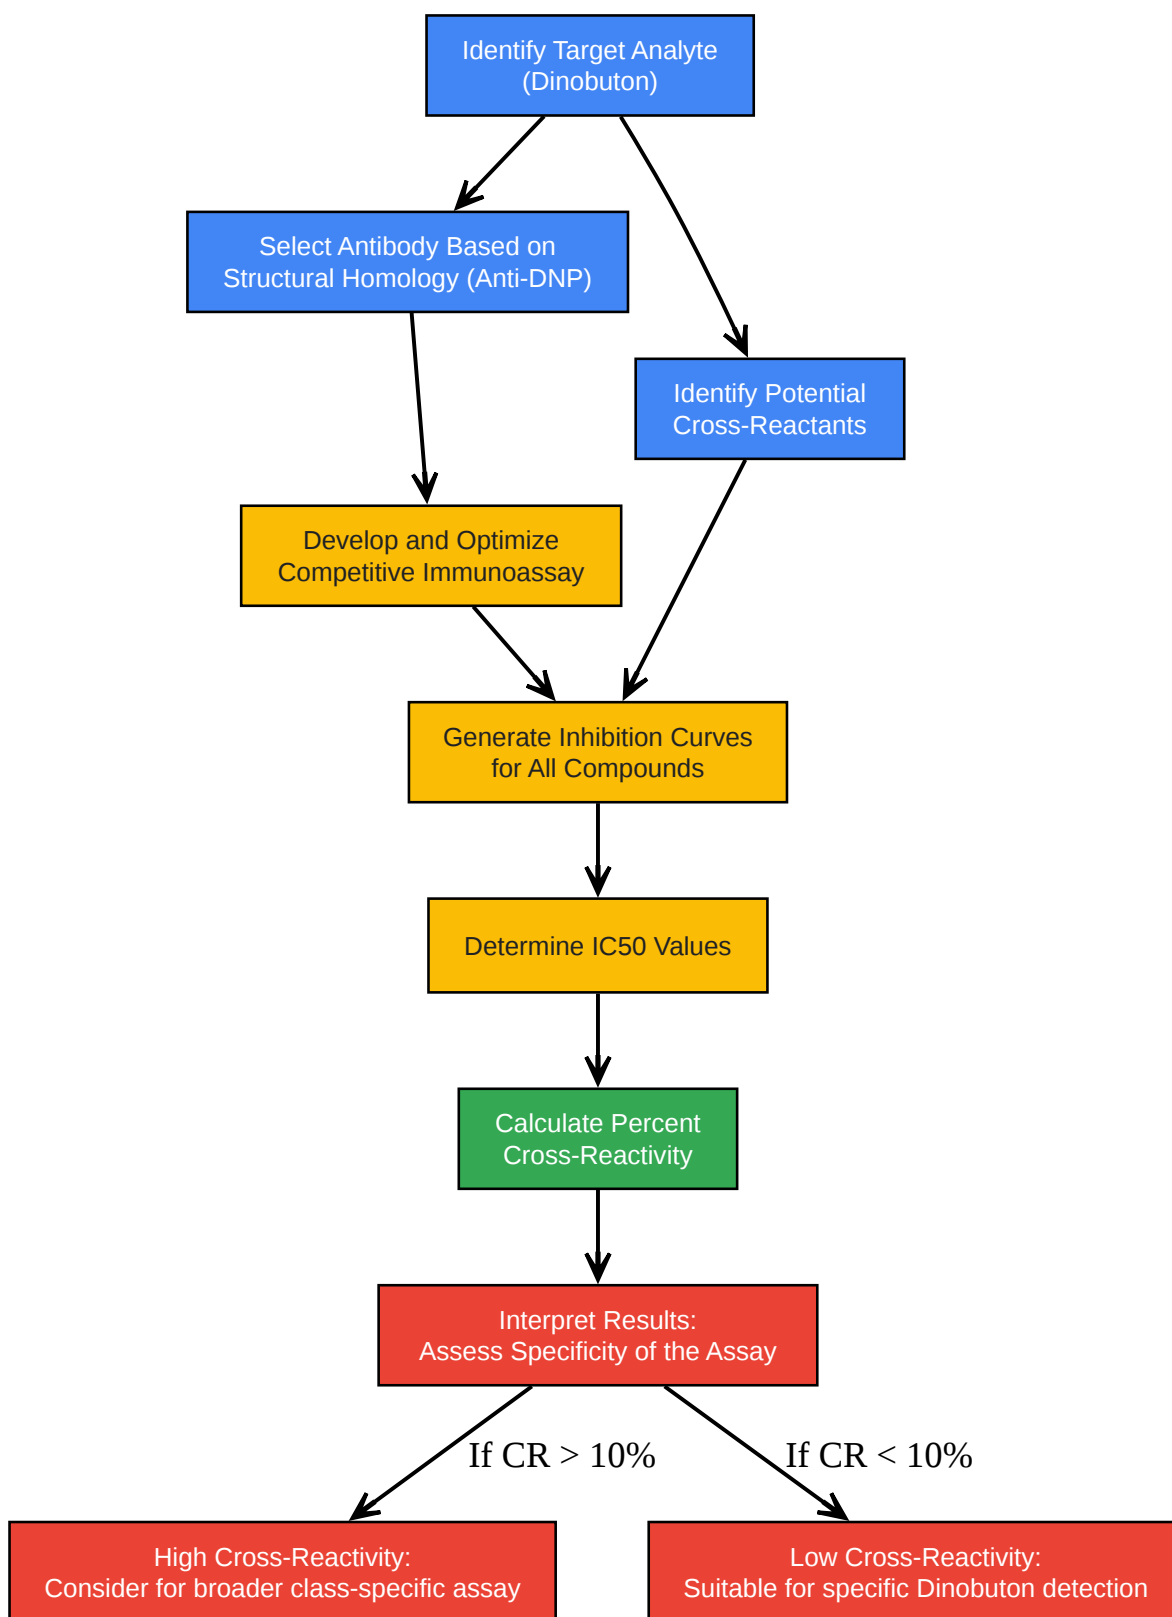 Identify Target Analyte
(Dinobuton)
Select Antibody Based on
Structural Homology (Anti-DNP)
Identify Potential
Cross-Reactants
Develop and Optimize
Competitive Immunoassay
Generate Inhibition Curves
for All Compounds
Determine IC50 Values
Calculate Percent
Cross-Reactivity
Interpret Results:
Assess Specificity of the Assay
If CR > 10%
If CR < 10%
High Cross-Reactivity:
Consider for broader class-specific assay
Low Cross-Reactivity:
Suitable for specific Dinobuton detection